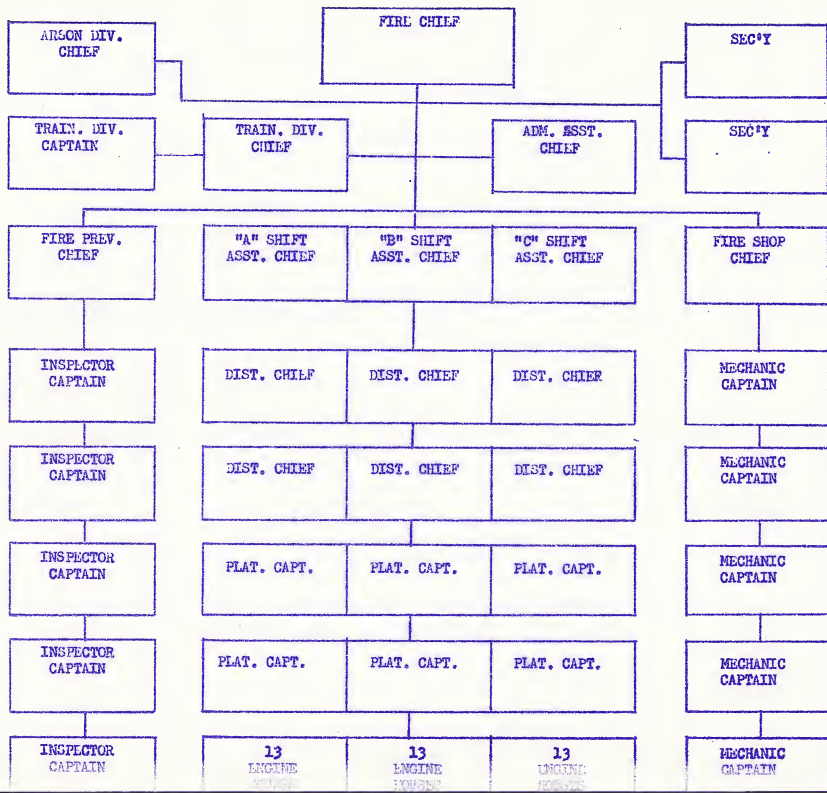 FIRE CHIEF
ARSON DIV.
CHIEF
SEC'Y
TRAIN. DIV.
CAPTAIN
TRAIN. DIV.
CHIEF
ADM. ASST.
CHIEF
SEC'Y
FIRE PREV.
CHIEF
"A" SHIFT
ASST. CHIEF
"B" SHIFT
ASST. CHIEF
"C" SHIFT
ASST. CHIEF
FIRE SHOP
CHIEF
INSPECTOR
CAPTAIN
DIST. CHIEF
DIST. CHIEF
DIST. CHIEF
MECHANIC
CAPTAIN
INSPECTOR
CAPTAIN
DIST. CHIEF
DIST. CHIEF
DIST. CHIEF
MECHANIC
CAPTAIN
INSPECTOR
CAPTAIN
PLAT. CAPT.
PLAT. CAPT.
PLAT. CAPT.
MECHANIC
CAPTAIN
INSPECTOR
CAPTAIN
PLAT. CAPT.
PLAT. CAPT.
PLAT. CAPT.
MECHANIC
CAPTAIN
INSPECTOR
CAPTAIN
13
ENGINE
13
ENGINE
HOUSES
13
ENGINE
HOUSES
MECHANIC
CAPTAIN